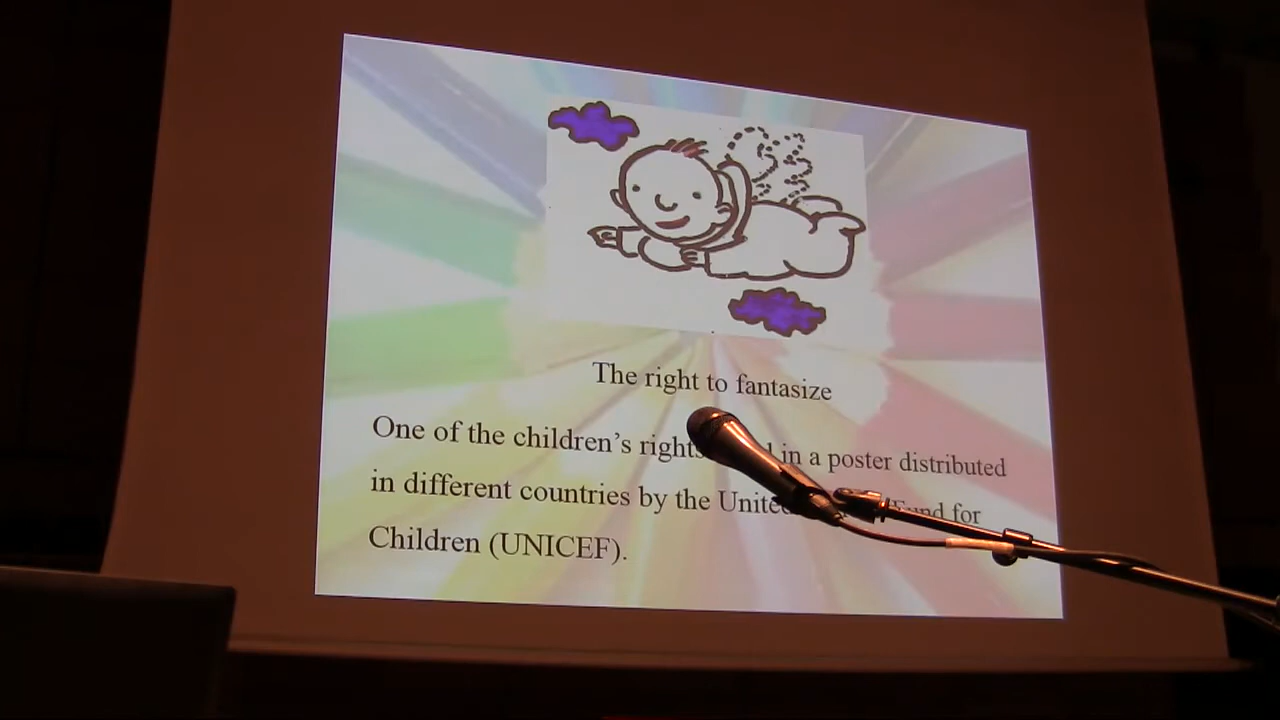 The right to fantasize
One of the children's rights in a poster distributed
in different countries by the United Fund for
Children (UNICEF).